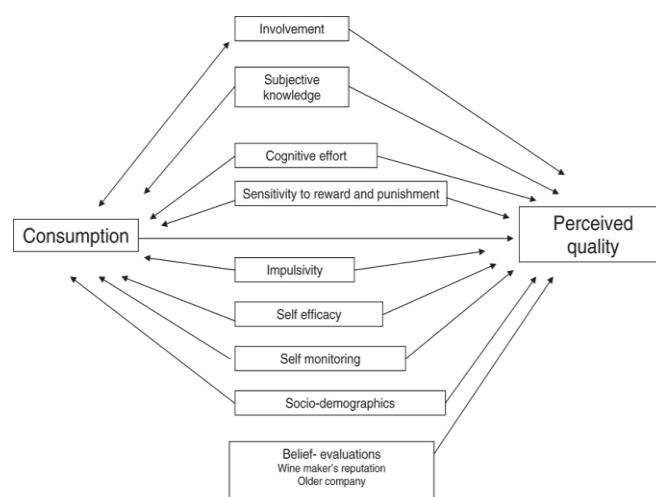 Involvement
Subjective
knowledge
Cognitive effort
Sensitivity to reward and punishment
Consumption
Perceived
quality
Impulsivity
Self efficacy
Self monitoring
Socio-demographics
Belief- evaluations
Wine maker's reputation
Older company